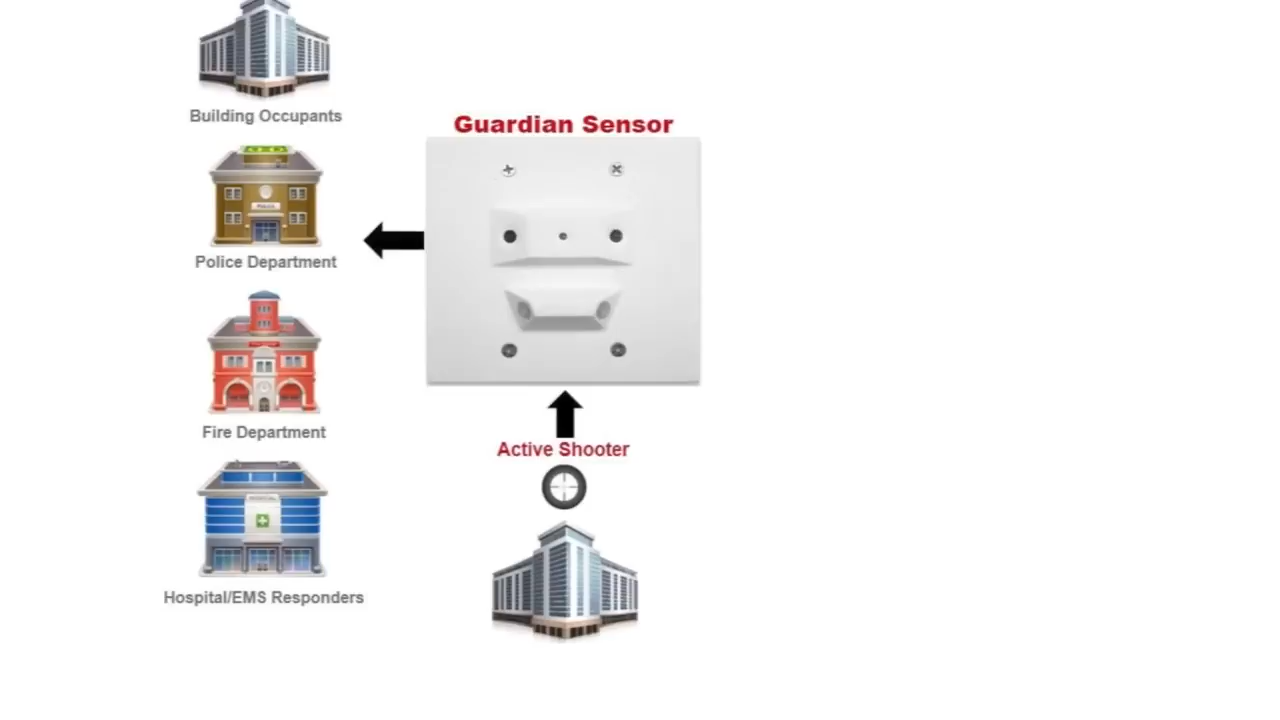 Building Occupants
Guardian Sensor
Police Department
Fire Department
Active Shooter
Hospital/EMS Responders